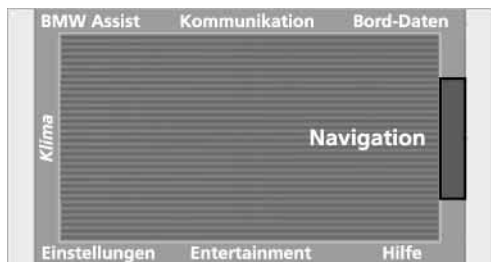 BMW Assist Kommunikation Bord-Daten
Klima
Navigation
Einstellungen Entertainment Hilfe